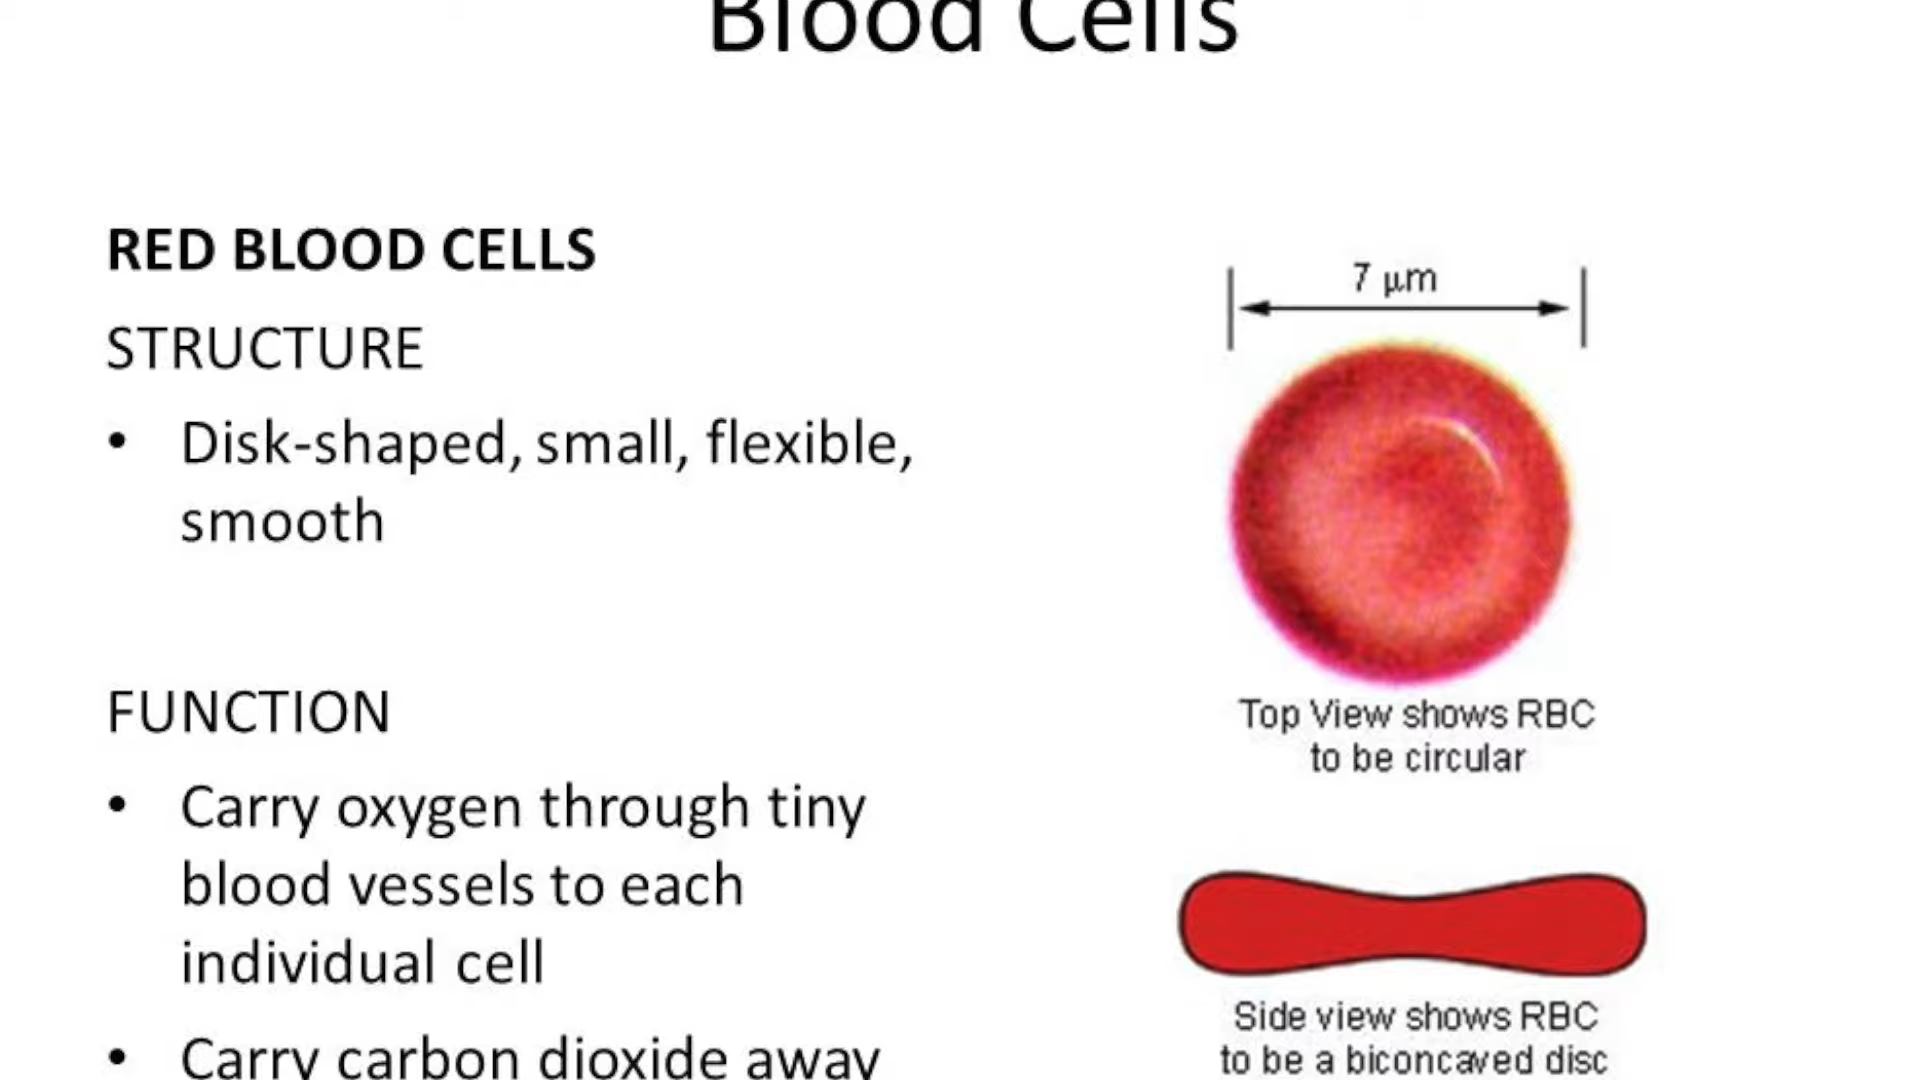 Blood Cells
RED BLOOD CELLS
STRUCTURE
• Disk-shaped, small, flexible,
smooth
FUNCTION
• Carry oxygen through tiny
blood vessels to each
individual cell
• Carry carbon dioxide away
7 μm
Top View shows RBC
to be circular
Side view shows RBC
to be a biconcaved disc